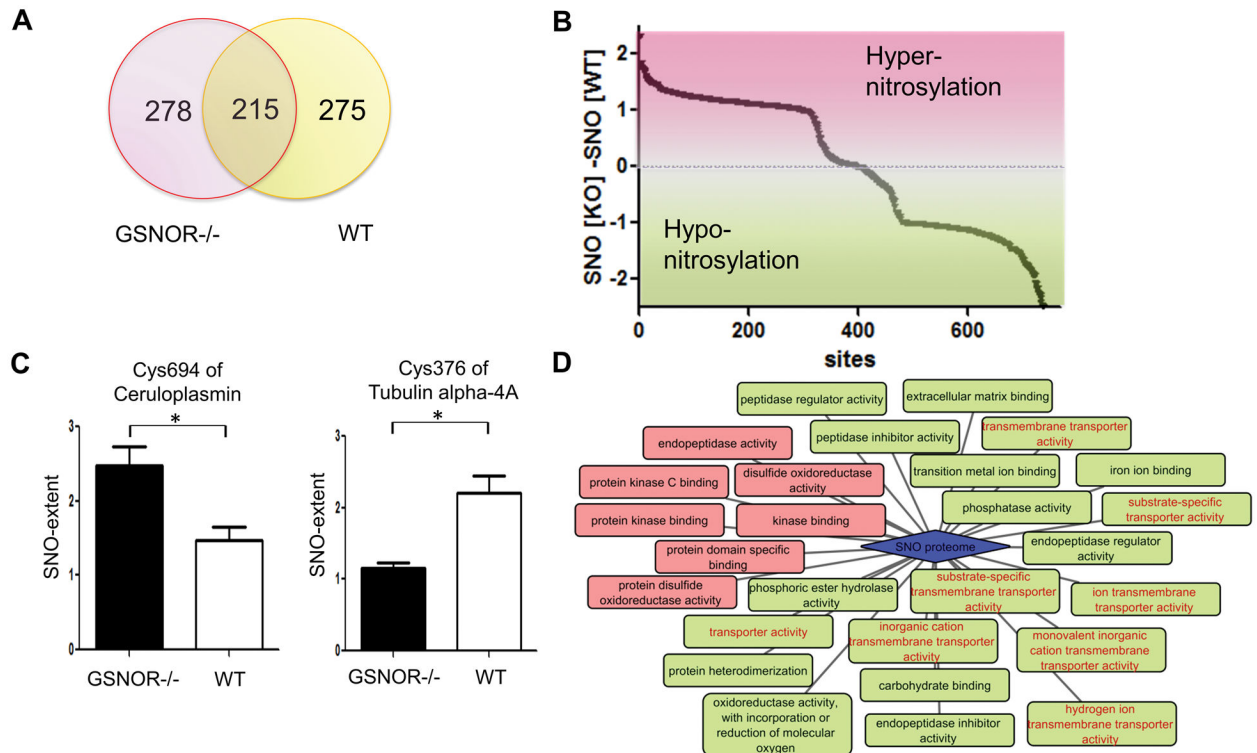 A
278
215
275
GSNOR-/-
WT
B
SNO [KO] -SNO [WT]
2
1
0
-1
-2
Hyper-
nitrosylation
Hypo-
nitrosylation
0
200
400
600
sites
C
Cys694 of
Ceruloplasmin
*
SNO-extent
3
2
1
0
GSNOR-/-
WT
Cys376 of
Tubulin alpha-4A
*
SNO-extent
3
2
1
0
GSNOR-/-
WT
D
peptidase regulator activity
extracellular matrix binding
endopeptidase activity
peptidase inhibitor activity
transmembrane transporter
activity
protein kinase C binding
disulfide oxidoreductase
activity
transition metal ion binding
iron ion binding
protein kinase binding
kinase binding
phosphatase activity
substrate-specific
transporter activity
protein domain specific
binding
SNO proteome
endopeptidase regulator
activity
protein disulfide
oxidoreductase activity
phosphoric ester hydrolase
activity
substrate-specific
transmembrane transporter
activity
ion transmembrane
transporter activity
transporter activity
inorganic cation
transmembrane transporter
activity
monovalent inorganic
cation transmembrane
transporter activity
protein heterodimerization
carbohydrate binding
oxidoreductase activity,
with incorporation or
reduction of molecular
oxygen
endopeptidase inhibitor
activity
hydrogen ion
transmembrane transporter
activity